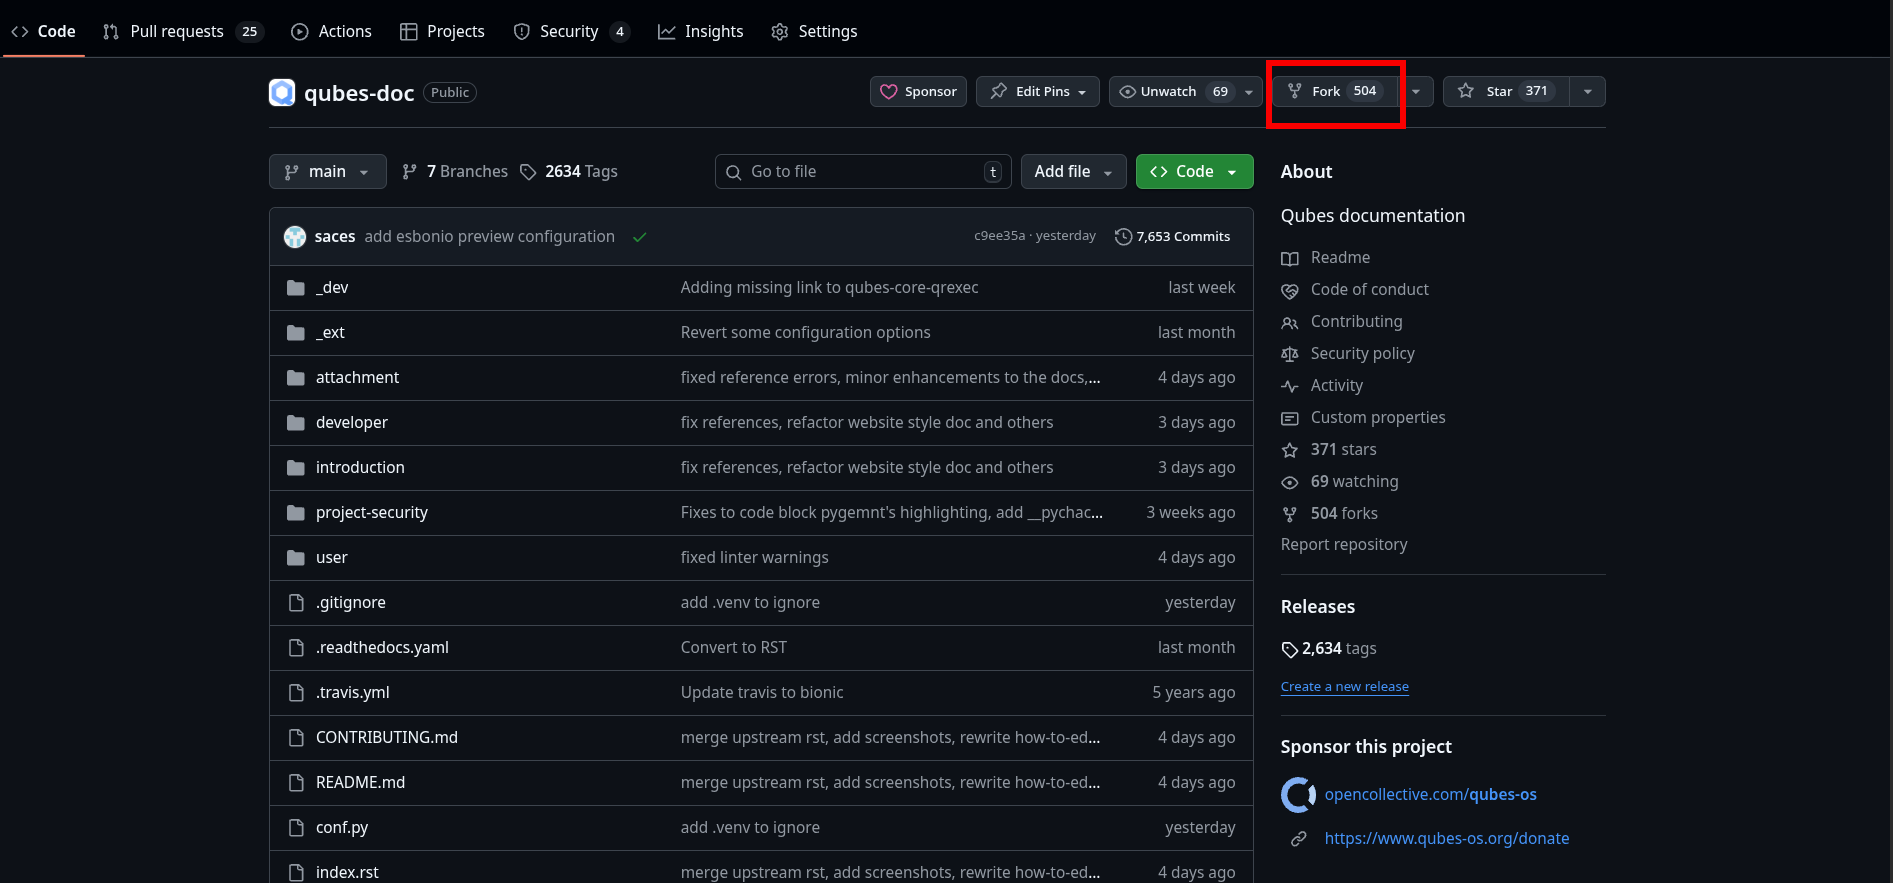 Code Pull requests 25 Actions Projects Security 4 Insights Settings
qubes-doc Public Sponsor Edit Pins Unwatch 69 Fork 504 Star 371
main 7 Branches 2634 Tags Go to file t Add file Code
saces add esbonio preview configuration c9ee35a · yesterday 7,653 Commits
_dev Adding missing link to qubes-core-qrexec last week
_ext Revert some configuration options last month
attachment fixed reference errors, minor enhancements to the docs,... 4 days ago
developer fix references, refactor website style doc and others 3 days ago
introduction fix references, refactor website style doc and others 3 days ago
project-security Fixes to code block pygemnt's highlighting, add __pychac... 3 weeks ago
user fixed linter warnings 4 days ago
.gitignore add .venv to ignore yesterday
.readthedocs.yaml Convert to RST last month
.travis.yml Update travis to bionic 5 years ago
CONTRIBUTING.md merge upstream rst, add screenshots, rewrite how-to-ed... 4 days ago
README.md merge upstream rst, add screenshots, rewrite how-to-ed... 4 days ago
conf.py add .venv to ignore yesterday
index.rst merge upstream rst, add screenshots, rewrite how-to-ed... 4 days ago
About
Qubes documentation
Readme
Code of conduct
Contributing
Security policy
Activity
Custom properties
371 stars
69 watching
504 forks
Report repository
Releases
2,634 tags
Create a new release
Sponsor this project
opencollective.com/qubes-os
https://www.qubes-os.org/donate